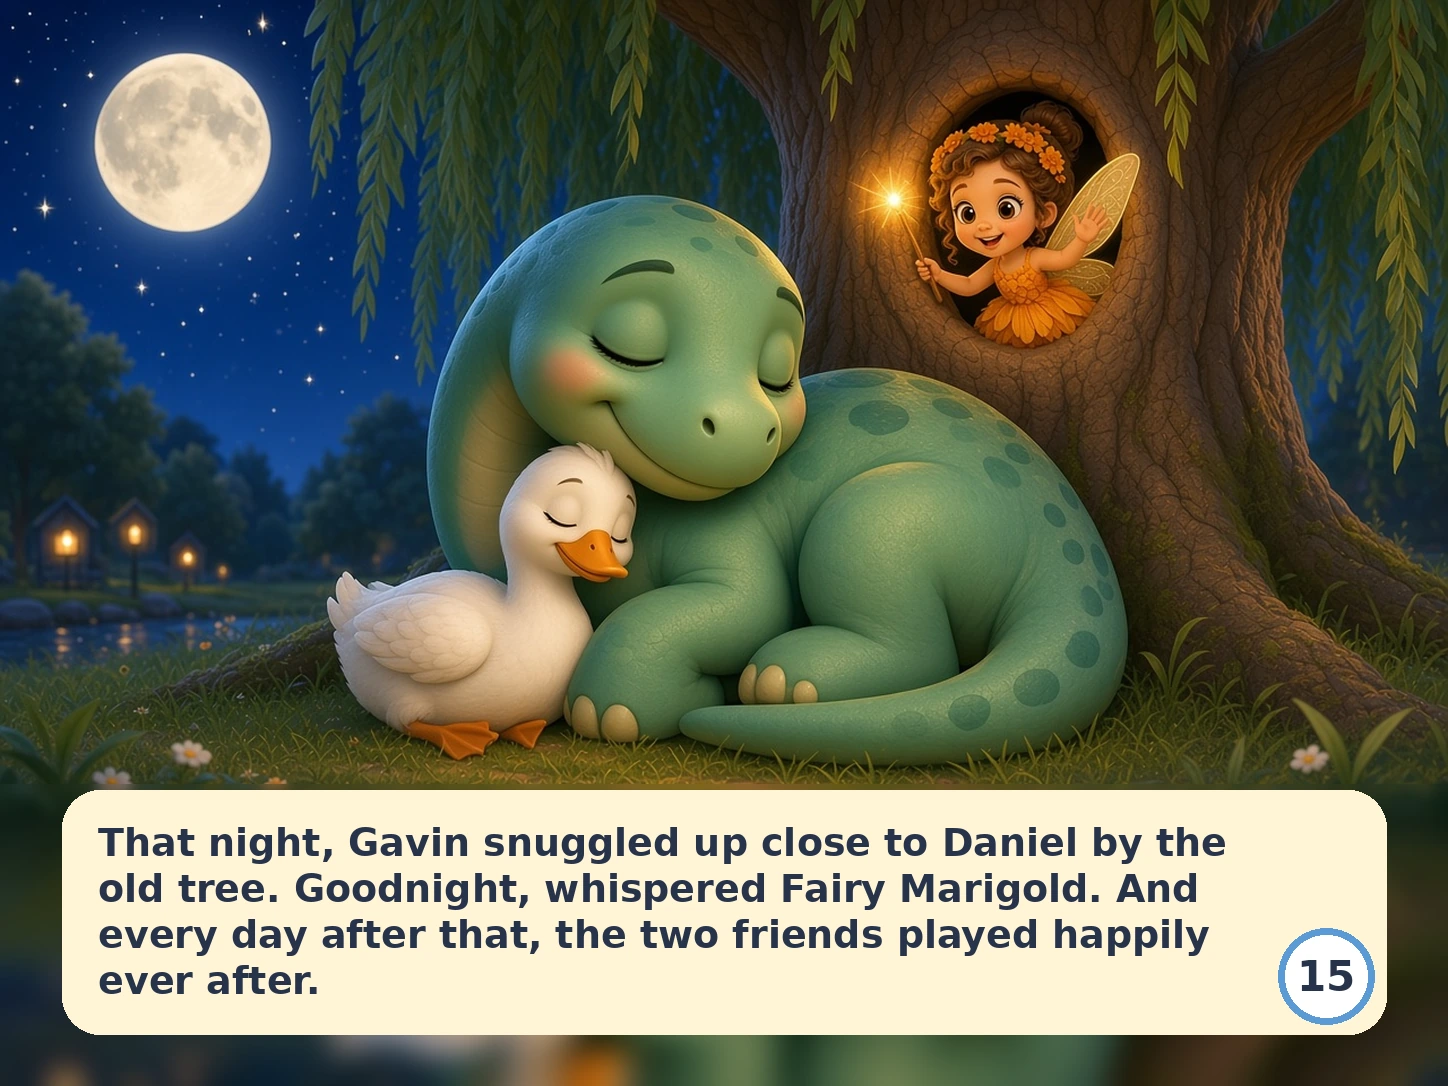 That night, Gavin snuggled up close to Daniel by the
old tree. Goodnight, whispered Fairy Marigold. And
every day after that, the two friends played happily
ever after.
15